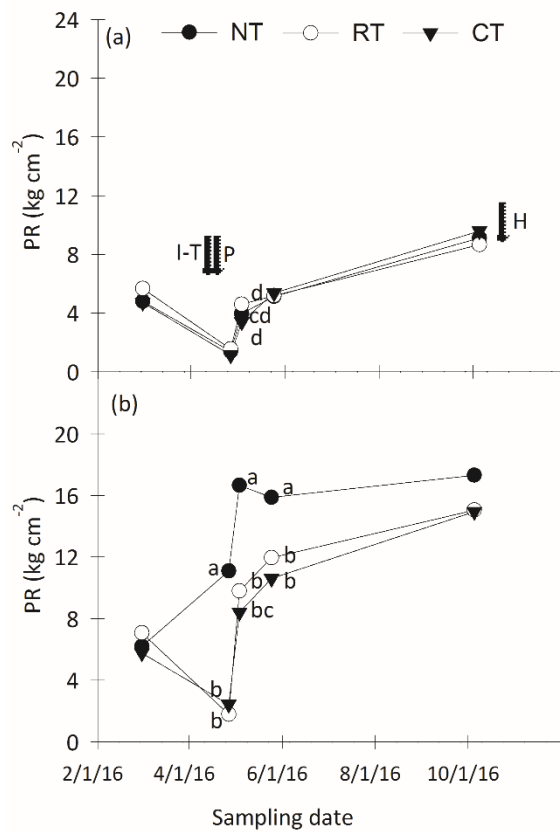 (a) NT RT CT
PR (kg cm-2)
24
20
16
12
8
4
0
I-T P
H
d
cd
d
(b)
PR (kg cm-2)
20
16
12
8
4
0
a
a
a
b
b
b
bc
b
b
2/1/16 4/1/16 6/1/16 8/1/16 10/1/16
Sampling date